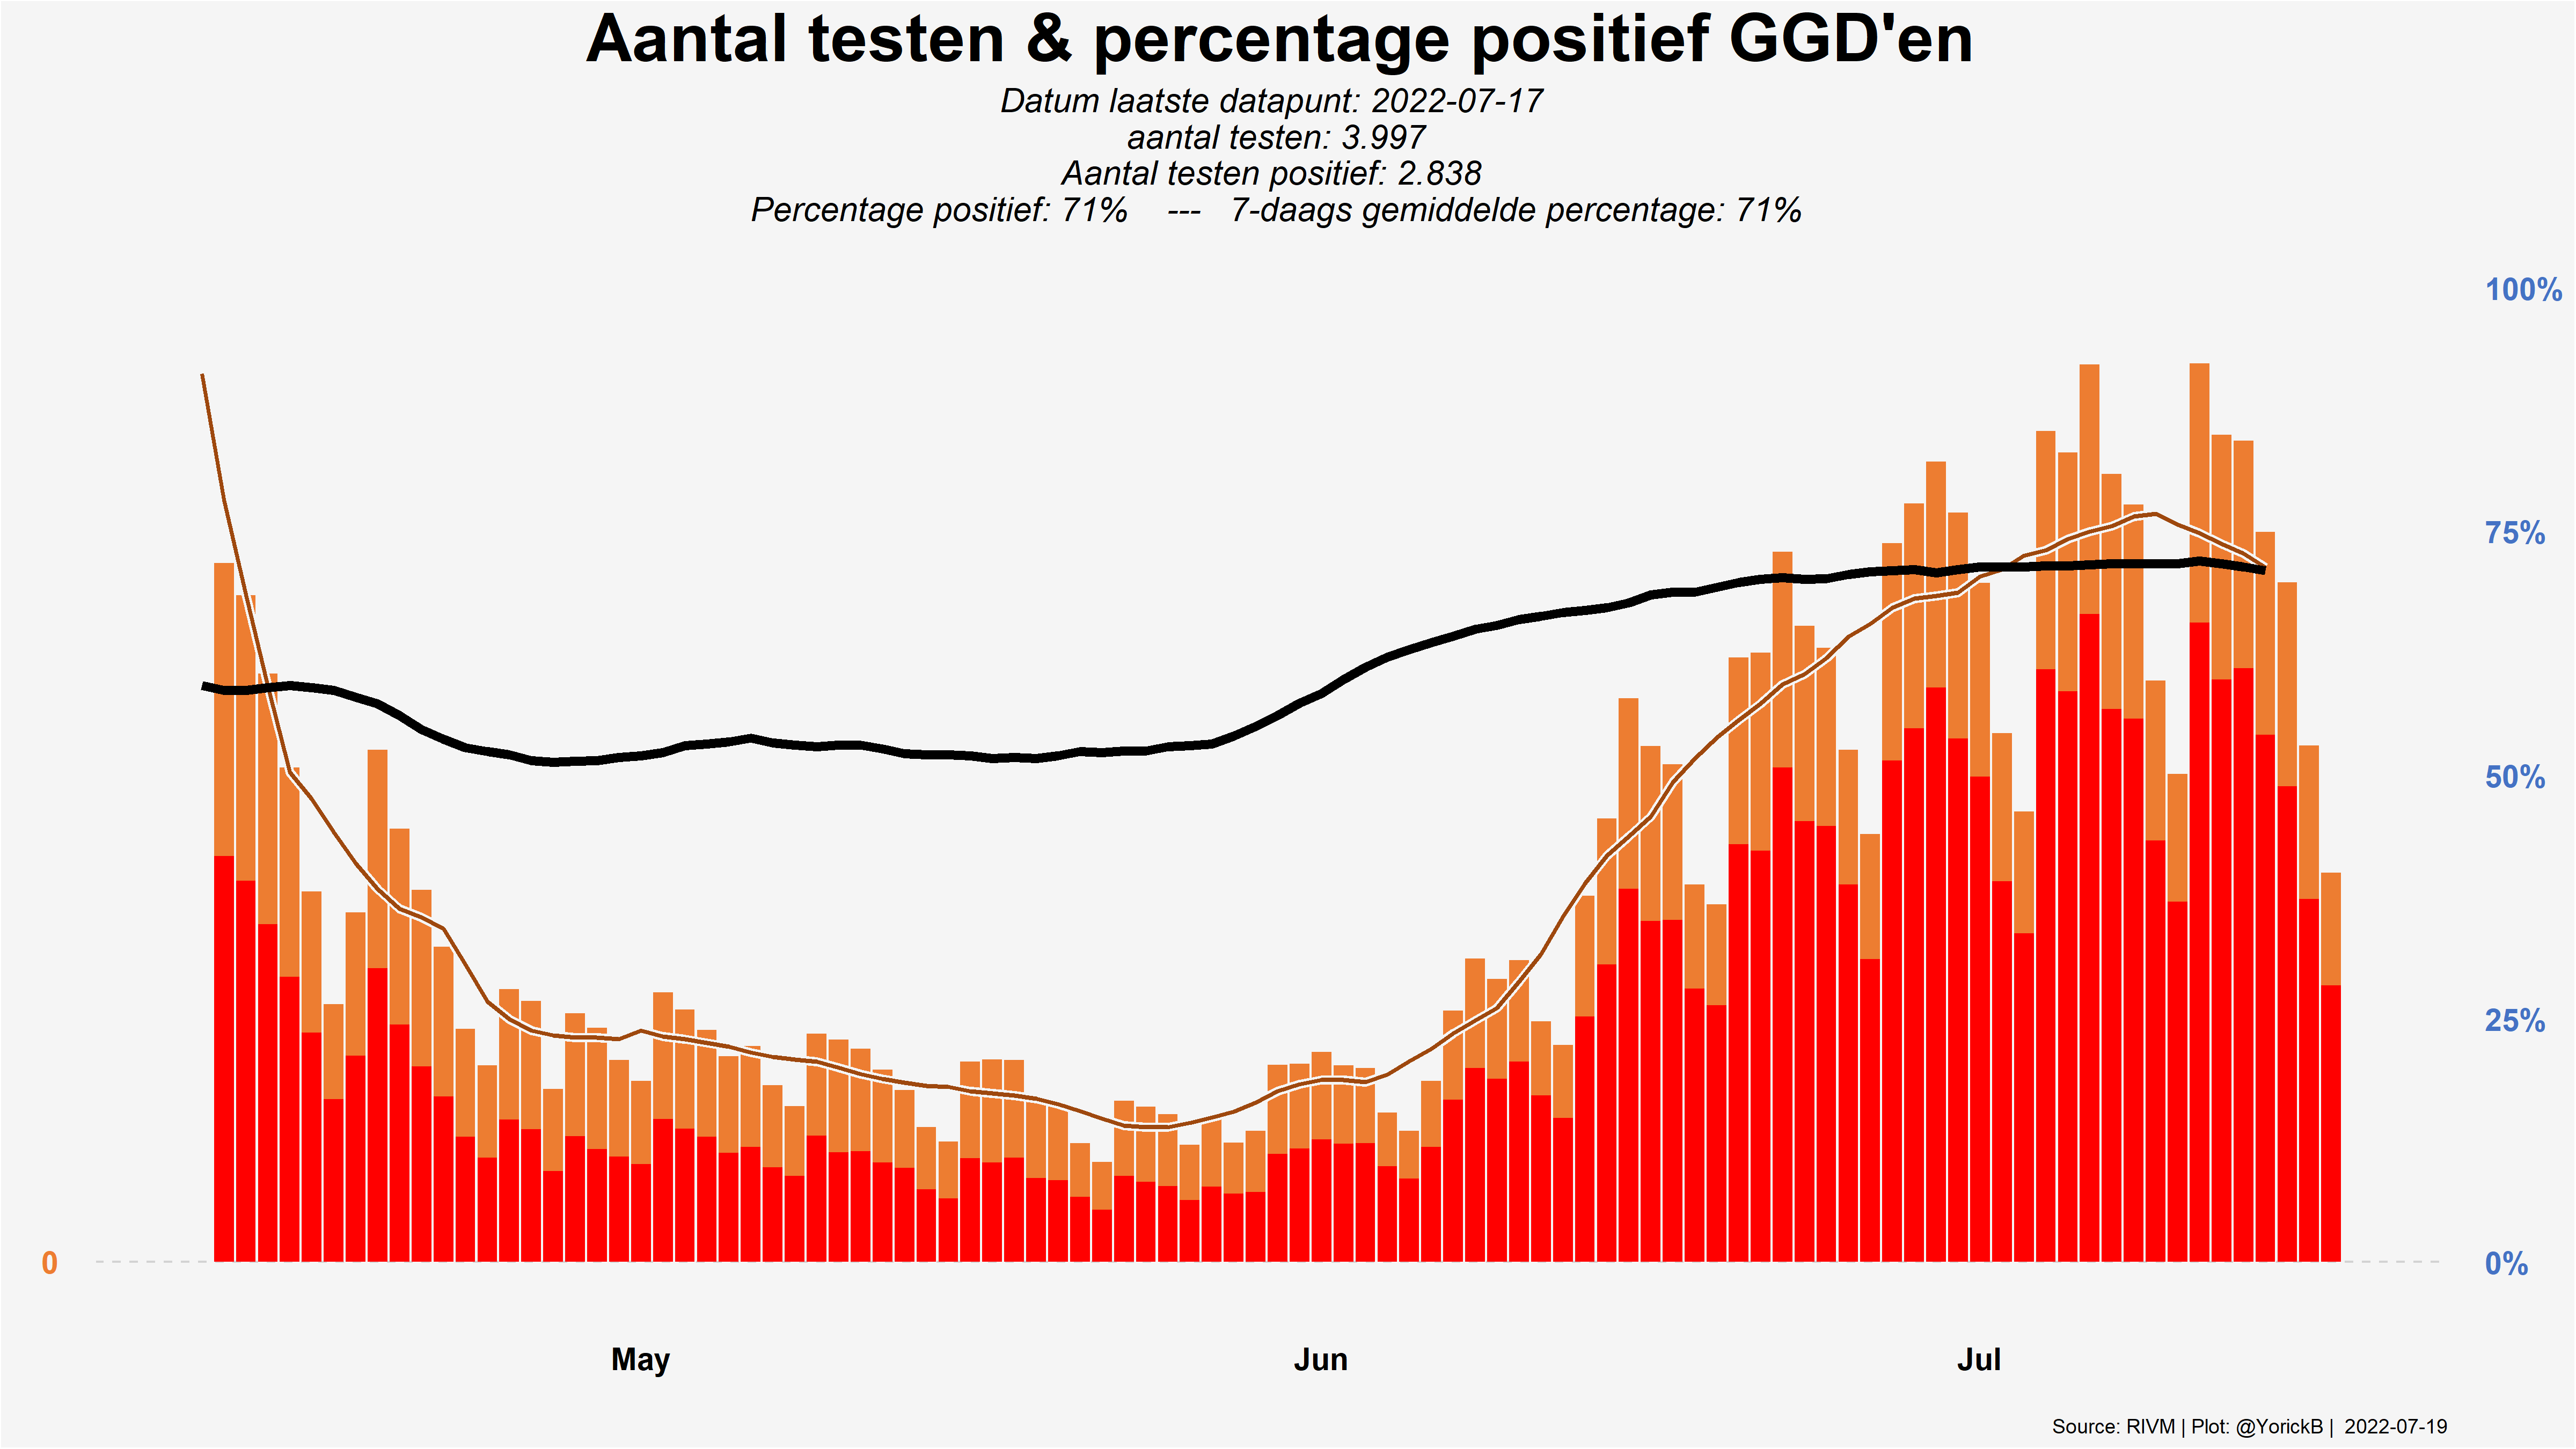 Aantal testen & percentage positief GGD'en
Datum laatste datapunt: 2022-07-17
aantal testen: 3.997
Aantal testen positief: 2.838
Percentage positief: 71% --- 7-daags gemiddelde percentage: 71%
100%
75%
50%
25%
0
0%
May Jun Jul
Source: RIVM | Plot: @YorickB | 2022-07-19